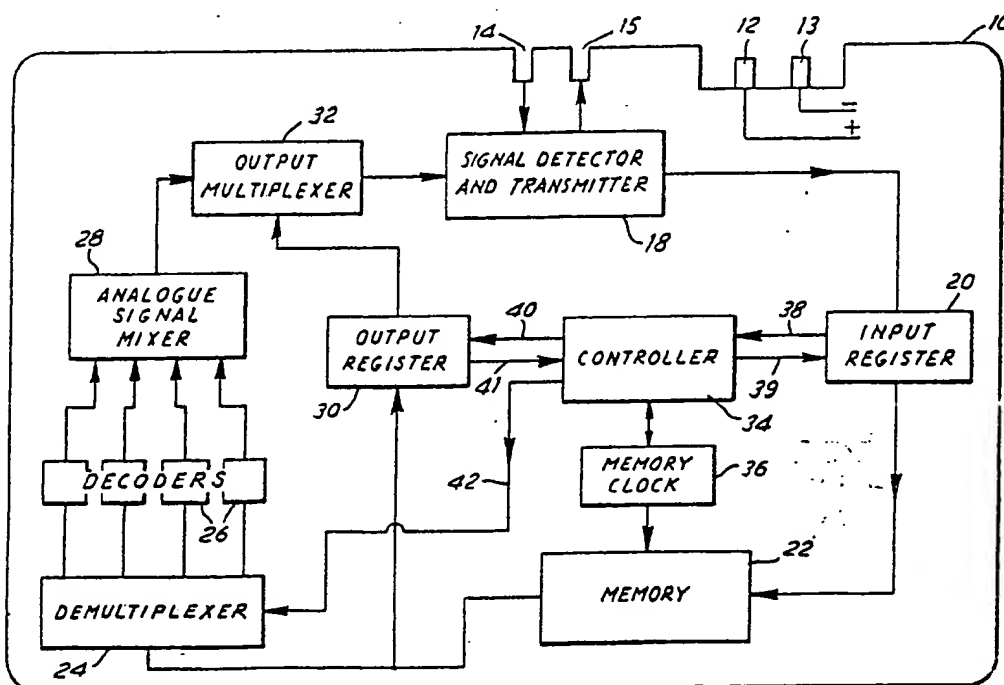 14
15
12
13
10
−
+
32
OUTPUT
MULTIPLEXER
SIGNAL DETECTOR
AND TRANSMITTER
18
28
ANALOGUE
SIGNAL
MIXER
20
INPUT
REGISTER
38
39
40
41
OUTPUT
REGISTER
30
CONTROLLER
34
42
MEMORY
CLOCK
36
DECODERS
26
22
MEMORY
DEMULTIPLEXER
24